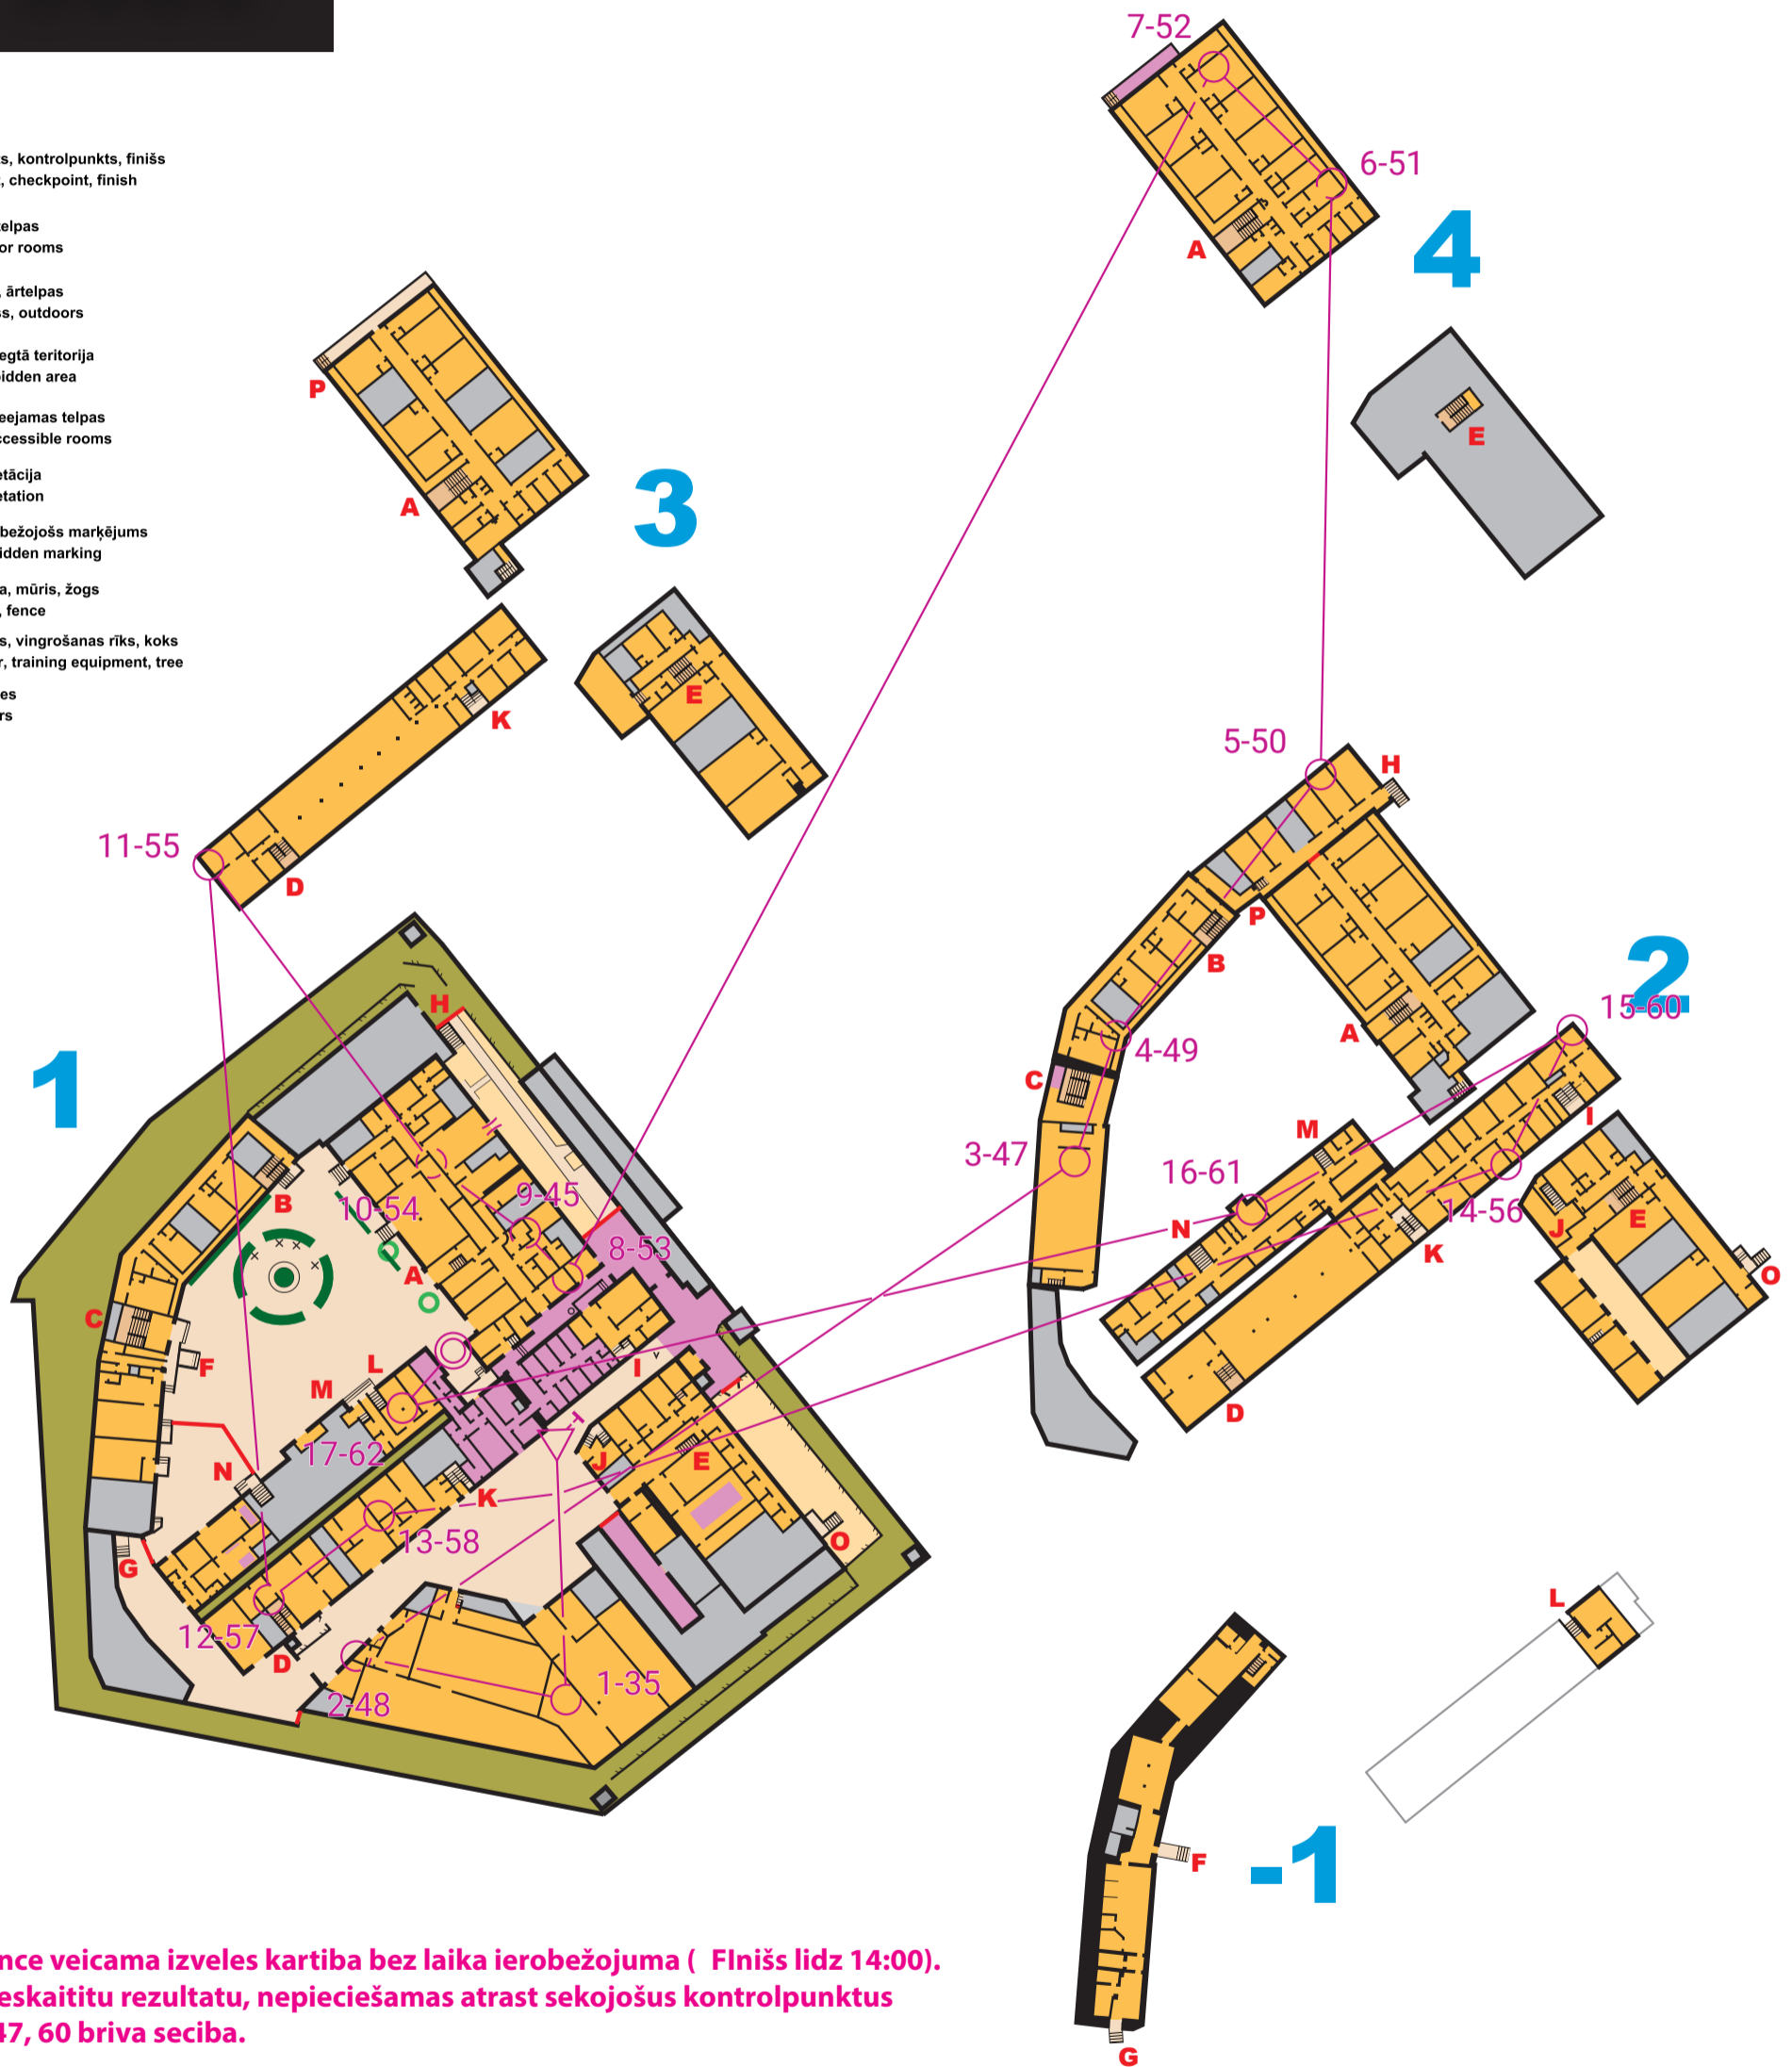 ts, kontrolpunkts, finišs
t, checkpoint, finish
telpas
or rooms
, ārtelpas
ss, outdoors
egtā teritorija
bidden area
eejamas telpas
ccessible rooms
etācija
etation
bežojošs marķējums
idden marking
a, mūris, žogs
, fence
s, vingrošanas rīks, koks
r, training equipment, tree
es
rs
7-52
6-51
A
4
E
P
A
3
E
K
11-55
D
5-50
H
P
B
A
2
15-60
4-49
C
3-47
M
I
16-61
14-56
N
J
E
K
O
D
1
H
B
10-54
9-45
A
8-53
C
F
L
M
I
17-62
N
J
E
K
13-58
O
G
12-57
D
1-35
2-48
L
F
-1
G
nce veicama izveles kartiba bez laika ierobežojuma ( FInišs lidz 14:00).
eskaititu rezultatu, nepieciešamas atrast sekojošus kontrolpunktus
47, 60 briva seciba.